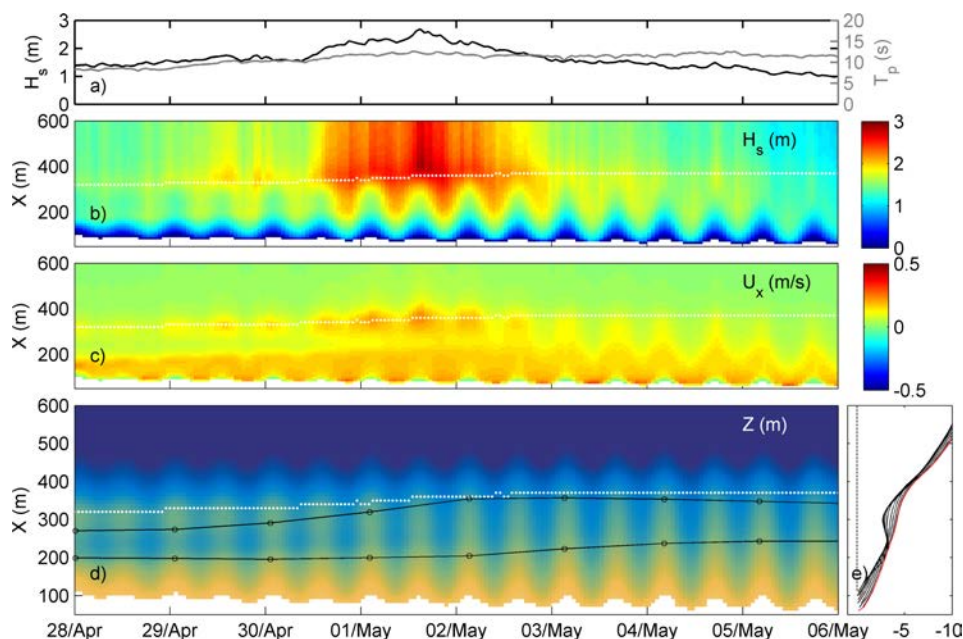 3
2
1
0
H_s (m)
a)
20
15
10
5
0
T_p (s)
600
400
200
X (m)
b)
H_s (m)
3
2
1
0
600
400
200
X (m)
c)
U_x (m/s)
0.5
0
-0.5
600
500
400
300
200
100
X (m)
d)
Z (m)
e)
28/Apr 29/Apr 30/Apr 01/May 02/May 03/May 04/May 05/May 06/May -5 -10